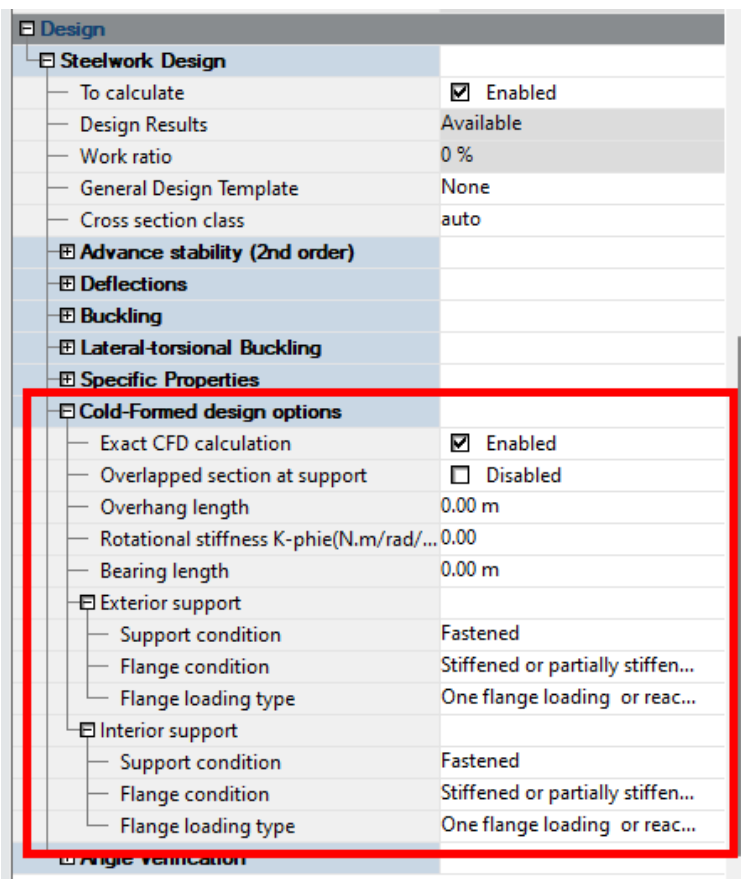 Design
Steelwork Design
To calculate Enabled
Design Results Available
Work ratio 0 %
General Design Template None
Cross section class auto
Advance stability (2nd order)
Deflections
Buckling
Lateral-torsional Buckling
Specific Properties
Cold-Formed design options
Exact CFD calculation Enabled
Overlapped section at support Disabled
Overhang length 0.00 m
Rotational stiffness K-phie(N.m/rad/... 0.00
Bearing length 0.00 m
Exterior support
Support condition Fastened
Flange condition Stiffened or partially stiffen...
Flange loading type One flange loading or reac...
Interior support
Support condition Fastened
Flange condition Stiffened or partially stiffen...
Flange loading type One flange loading or reac...
Angle Verification